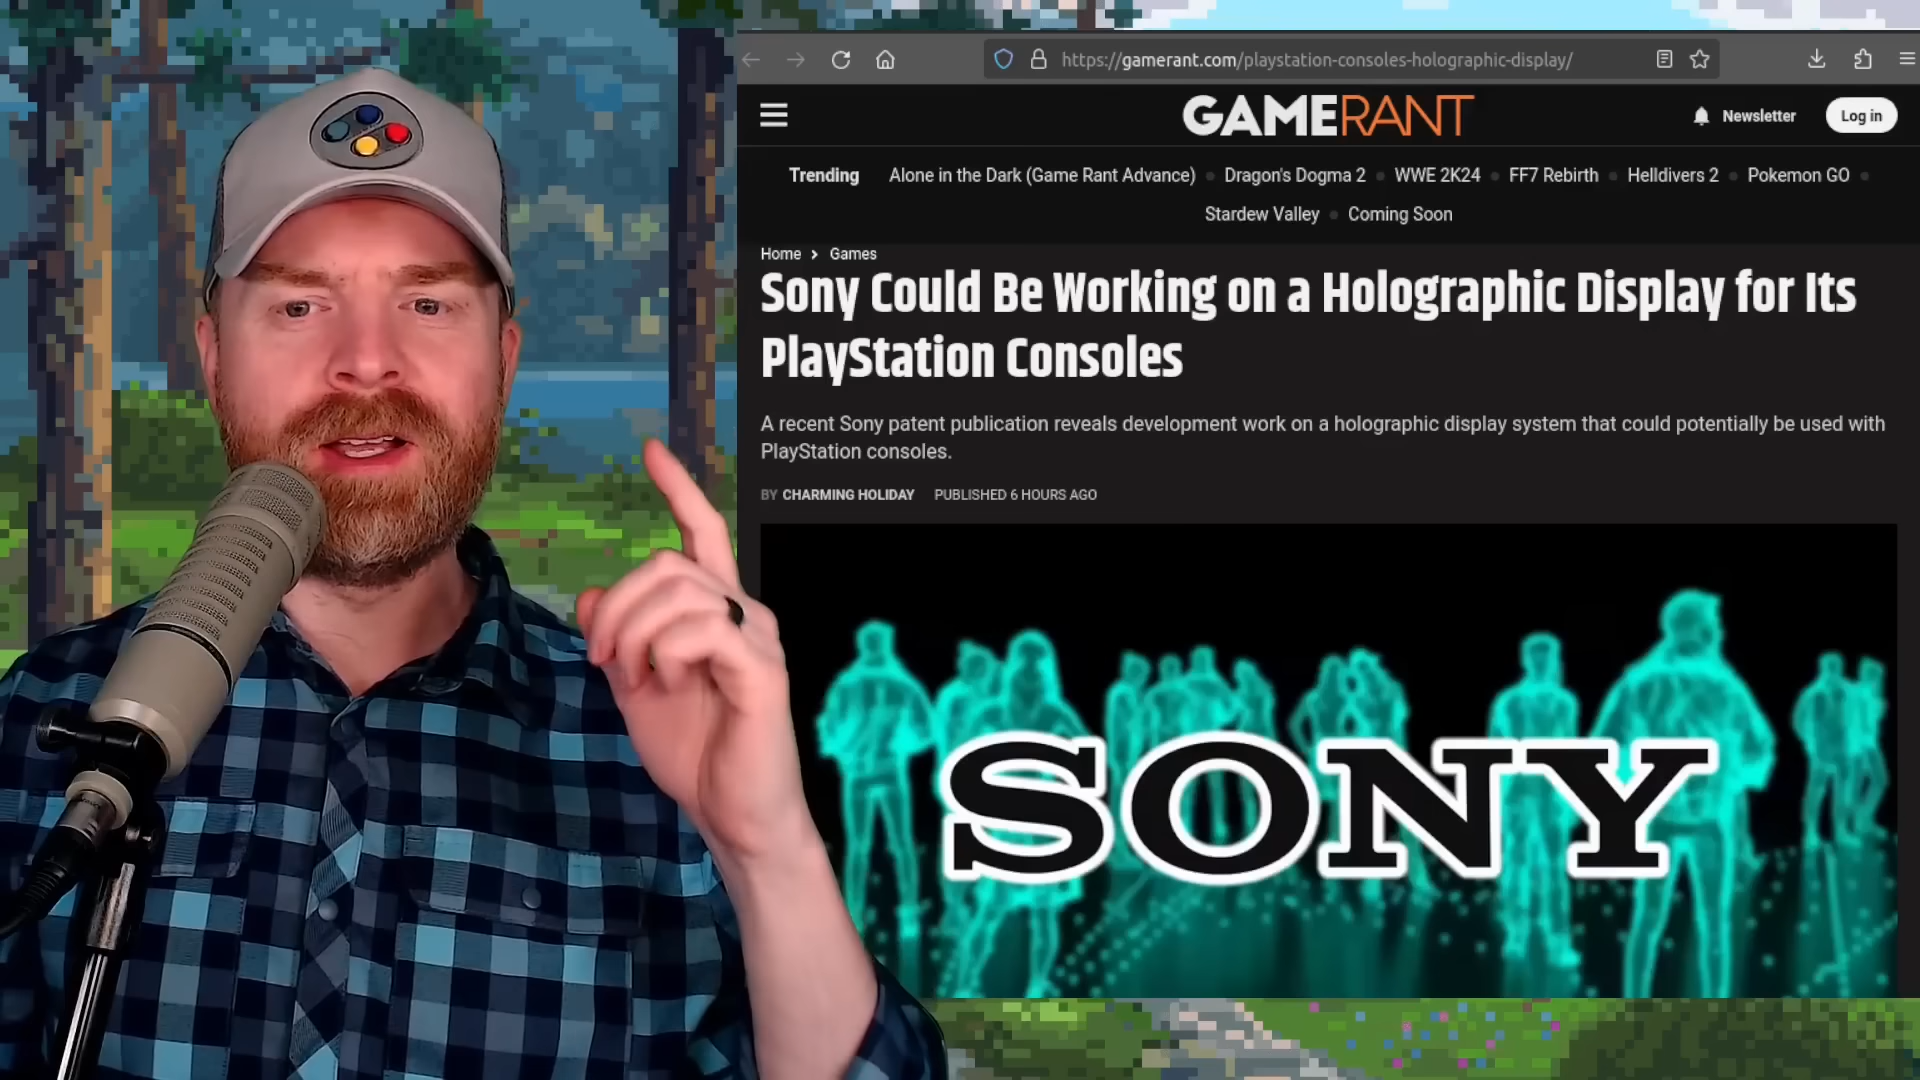 https://gamerant.com/playstation-consoles-holographic-display/
GAMERANT
Newsletter
Log in
Trending
Alone in the Dark (Game Rant Advance)
Dragon's Dogma 2
WWE 2K24
FF7 Rebirth
Helldivers 2
Pokemon GO
Stardew Valley
Coming Soon
Home > Games
Sony Could Be Working on a Holographic Display for Its
PlayStation Consoles
A recent Sony patent publication reveals development work on a holographic display system that could potentially be used with
PlayStation consoles.
BY CHARMING HOLIDAY PUBLISHED 6 HOURS AGO
SONY